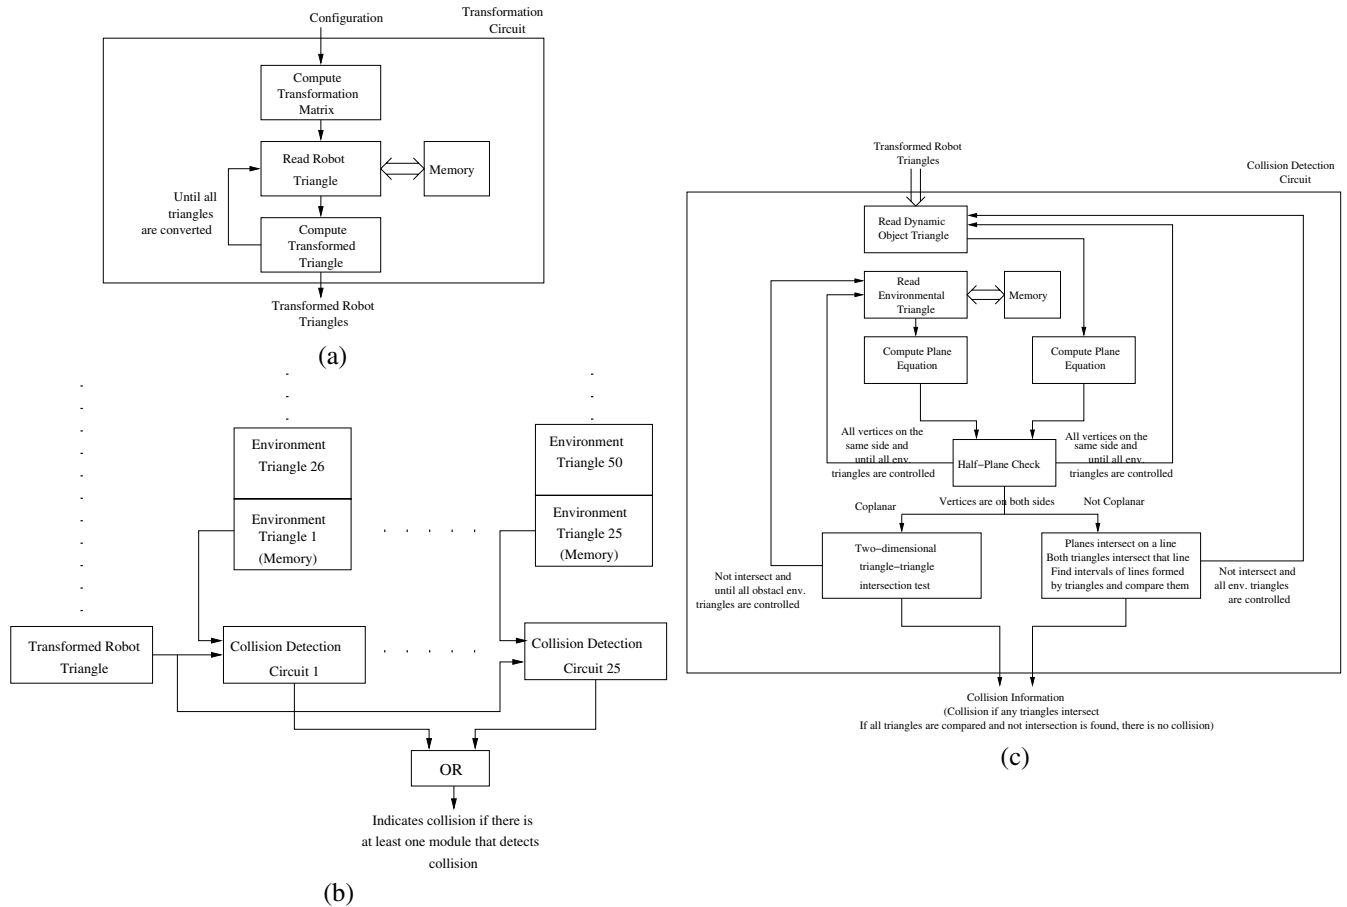 Configuration
Transformation
Circuit
Compute
Transformation
Matrix
Read Robot
Triangle
Memory
Until all
triangles
are converted
Compute
Transformed
Triangle
Transformed Robot
Triangles
(a)
Environment
Triangle 26
Environment
Triangle 1
(Memory)
Environment
Triangle 50
Environment
Triangle 25
(Memory)
Transformed Robot
Triangle
Collision Detection
Circuit 1
Collision Detection
Circuit 25
OR
Indicates collision if there is
at least one module that detects
collision
(b)
Transformed Robot
Triangles
Collision Detection
Circuit
Read Dynamic
Object Triangle
Read
Environmental
Triangle
Memory
Compute Plane
Equation
Compute Plane
Equation
All vertices on the
same side and
until all env.
triangles are controlled
Half-Plane Check
All vertices on the
same side and
until all env.
triangles are controlled
Vertices are on both sides
Coplanar
Not Coplanar
Two-dimensional
triangle-triangle
intersection test
Planes intersect on a line
Both triangles intersect that line
Find intervals of lines formed
by triangles and compare them
Not intersect and
until all obstacl env.
triangles are controlled
Not intersect and
all env. triangles
are controlled
Collision Information
(Collision if any triangles intersect
If all triangles are compared and not intersection is found, there is no collision)
(c)